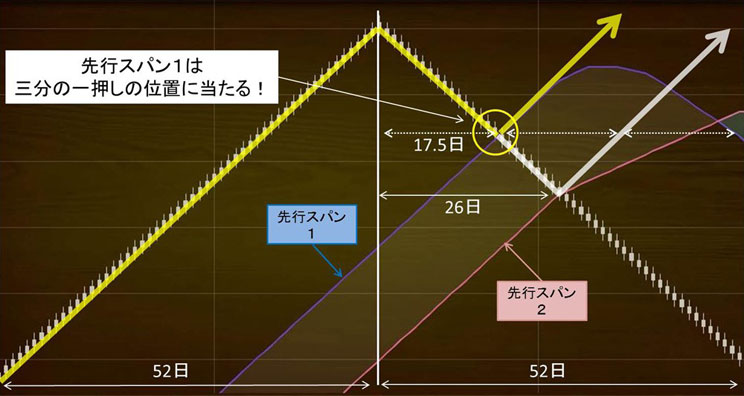 先行スパン１は
三分の一押しの位置に当たる！
17.5日
26日
先行スパン
１
先行スパン
２
52日
52日